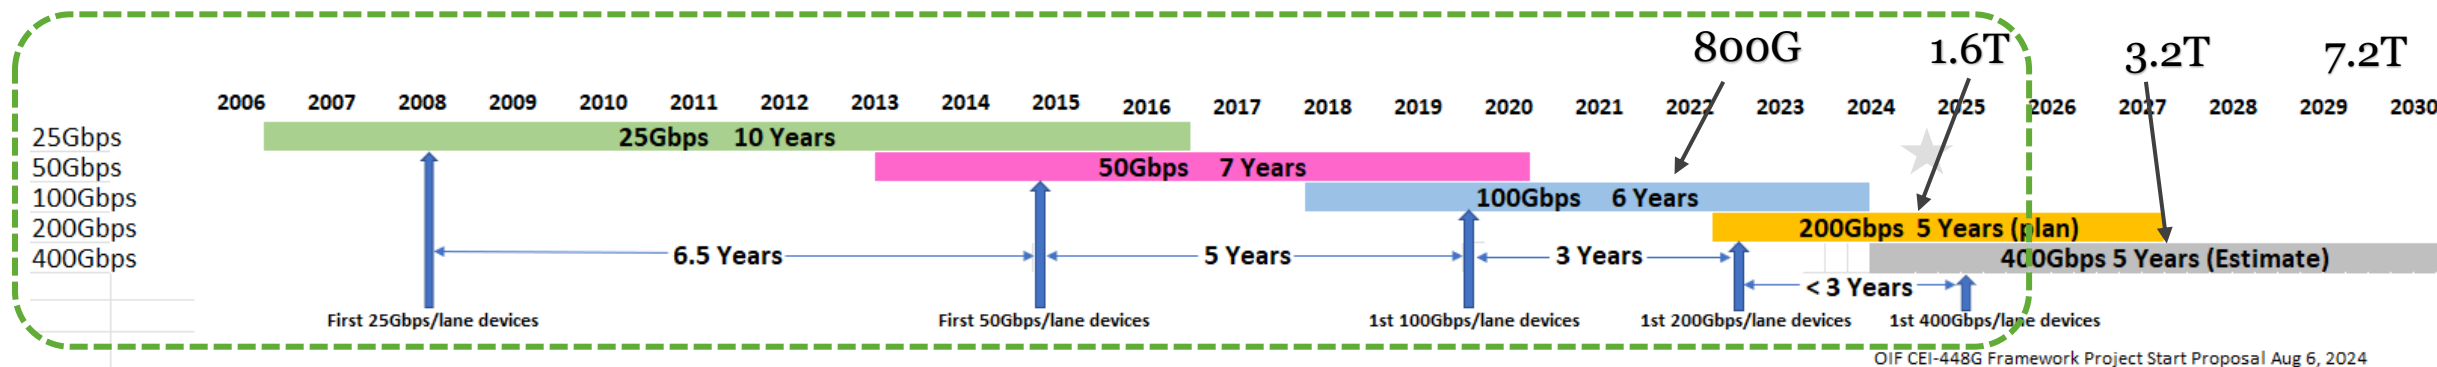 800G 1.6T 3.2T 7.2T
2006 2007 2008 2009 2010 2011 2012 2013 2014 2015 2016 2017 2018 2019 2020 2021 2022 2023 2024 2025 2026 2027 2028 2029 2030
25Gbps 25Gbps 10 Years
50Gbps 50Gbps 7 Years
100Gbps 100Gbps 6 Years
200Gbps 200Gbps 5 Years (plan)
400Gbps 6.5 Years 5 Years 3 Years 400Gbps 5 Years (Estimate)
< 3 Years
First 25Gbps/lane devices First 50Gbps/lane devices 1st 100Gbps/lane devices 1st 200Gbps/lane devices 1st 400Gbps/lane devices
OIF CEI-448G Framework Project Start Proposal Aug 6, 2024